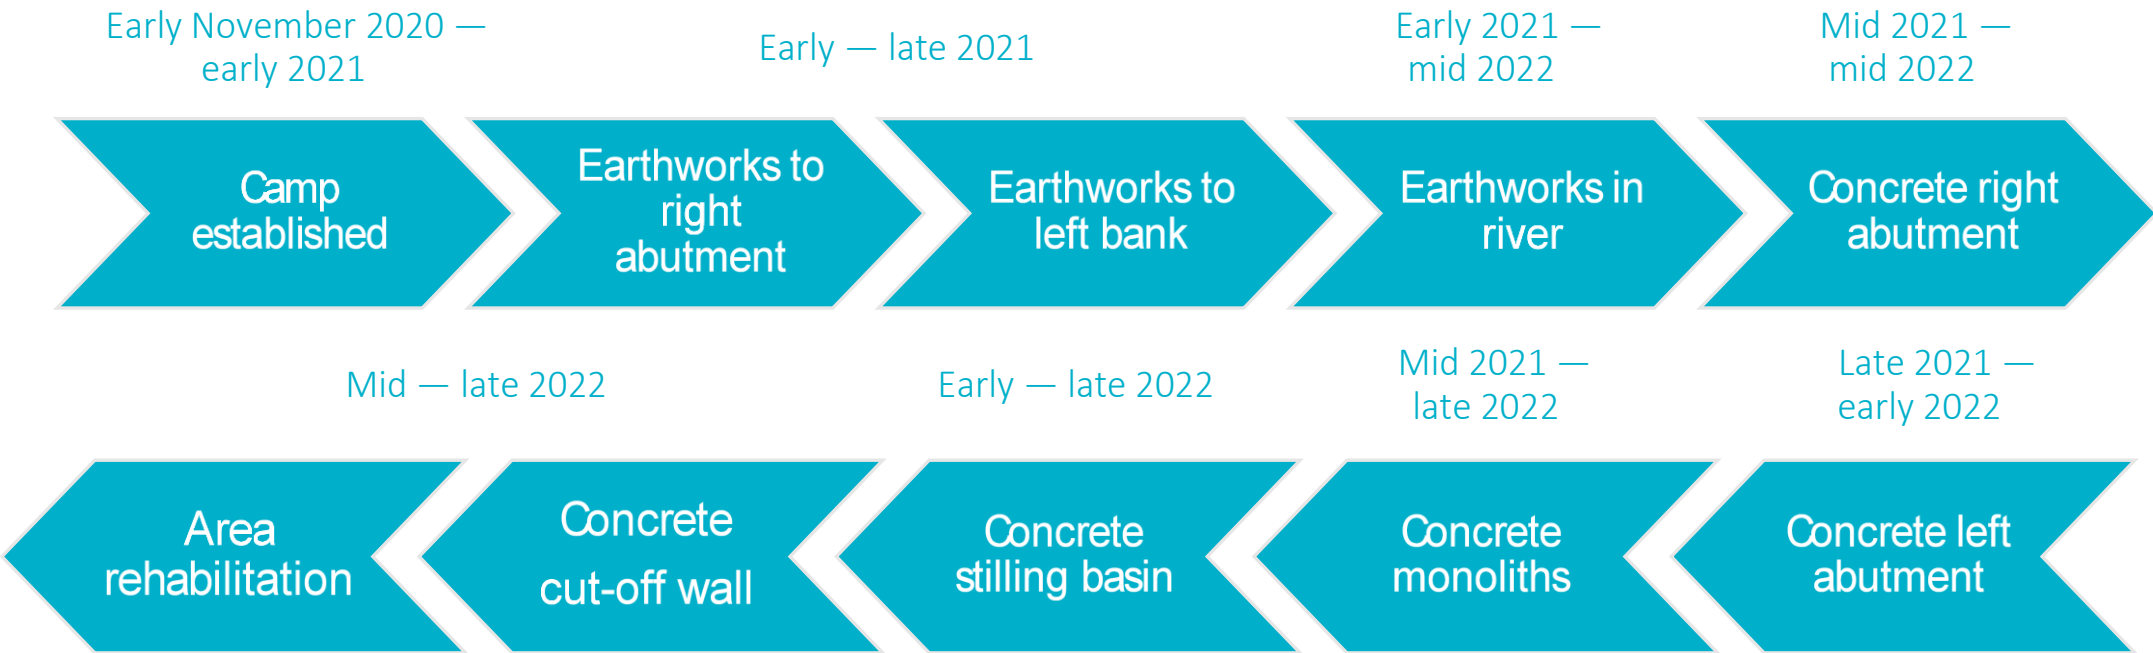 Early November 2020 —
early 2021
Early — late 2021
Early 2021 —
mid 2022
Mid 2021 —
mid 2022
Camp
established
Earthworks to
right
abutment
Earthworks to
left bank
Earthworks in
river
Concrete right
abutment
Mid — late 2022
Early — late 2022
Mid 2021 —
late 2022
Late 2021 —
early 2022
Area
rehabilitation
Concrete
cut-off wall
Concrete
stilling basin
Concrete
monoliths
Concrete left
abutment